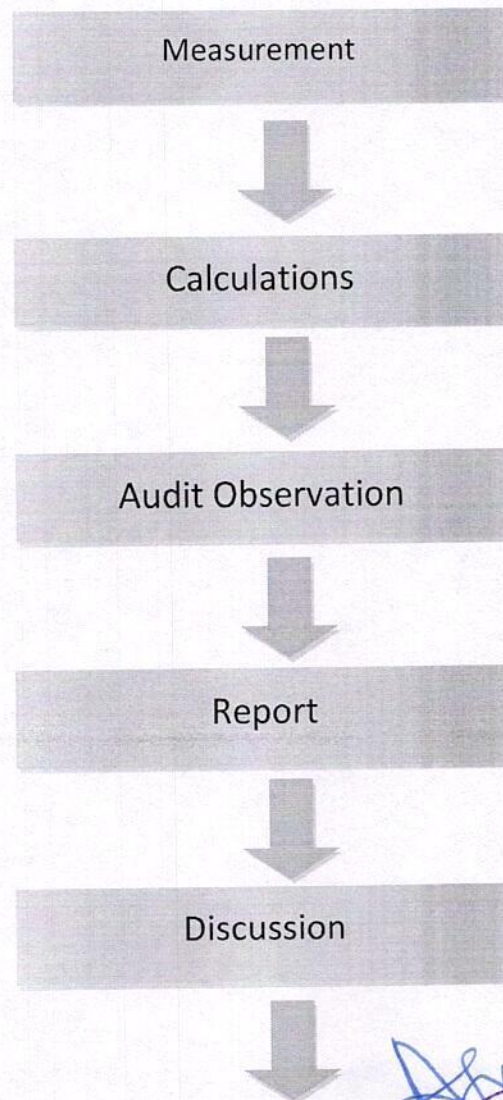 Measurement
Calculations
Audit Observation
Report
Discussion